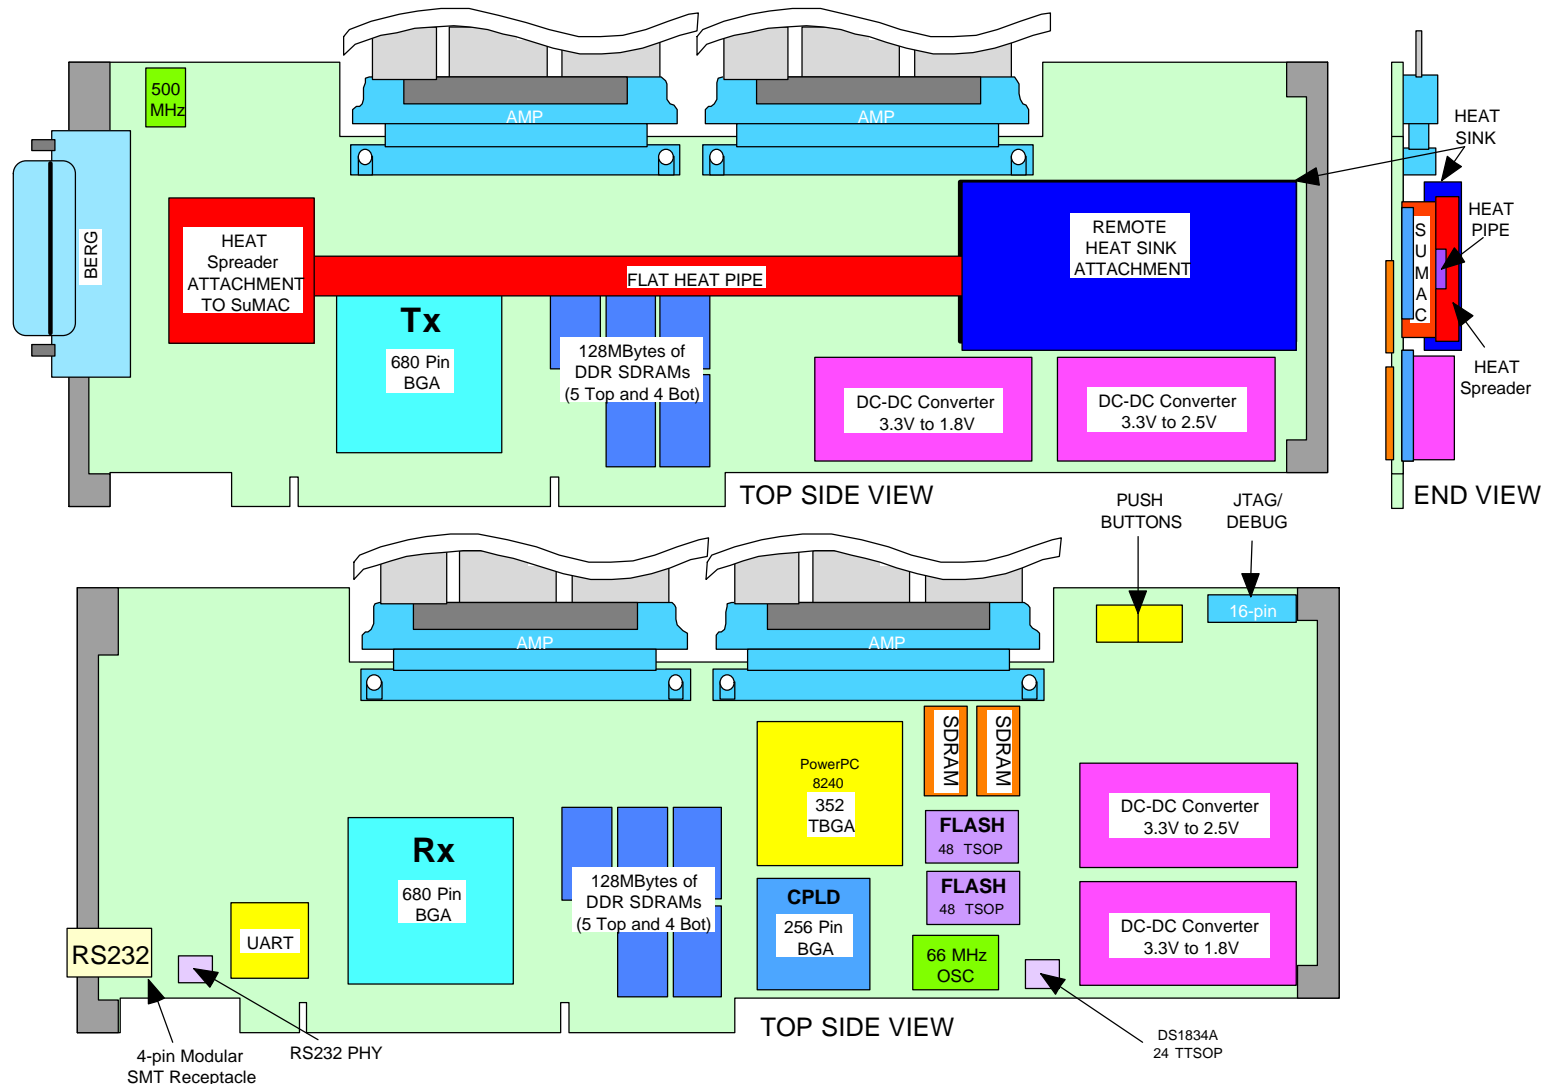 500
MHz
AMP
AMP
HEAT
SINK
BERG
HEAT
Spreader
ATTACHMENT
TO SuMAC
FLAT HEAT PIPE
REMOTE
HEAT SINK
ATTACHMENT
Tx
680 Pin
BGA
128MBytes of
DDR SDRAMs
(5 Top and 4 Bot)
DC-DC Converter
3.3V to 1.8V
DC-DC Converter
3.3V to 2.5V
SUMAC
HEAT
PIPE
HEAT
Spreader
TOP SIDE VIEW
END VIEW
PUSH
BUTTONS
JTAG/
DEBUG
16-pin
AMP
AMP
SDRAM
SDRAM
PowerPC
8240
352
TBGA
FLASH
48 TSOP
FLASH
48 TSOP
DC-DC Converter
3.3V to 2.5V
DC-DC Converter
3.3V to 1.8V
Rx
680 Pin
BGA
128MBytes of
DDR SDRAMs
(5 Top and 4 Bot)
CPLD
256 Pin
BGA
66 MHz
OSC
RS232
UART
4-pin Modular
SMT Receptacle
RS232 PHY
TOP SIDE VIEW
DS1834A
24 TTSOP